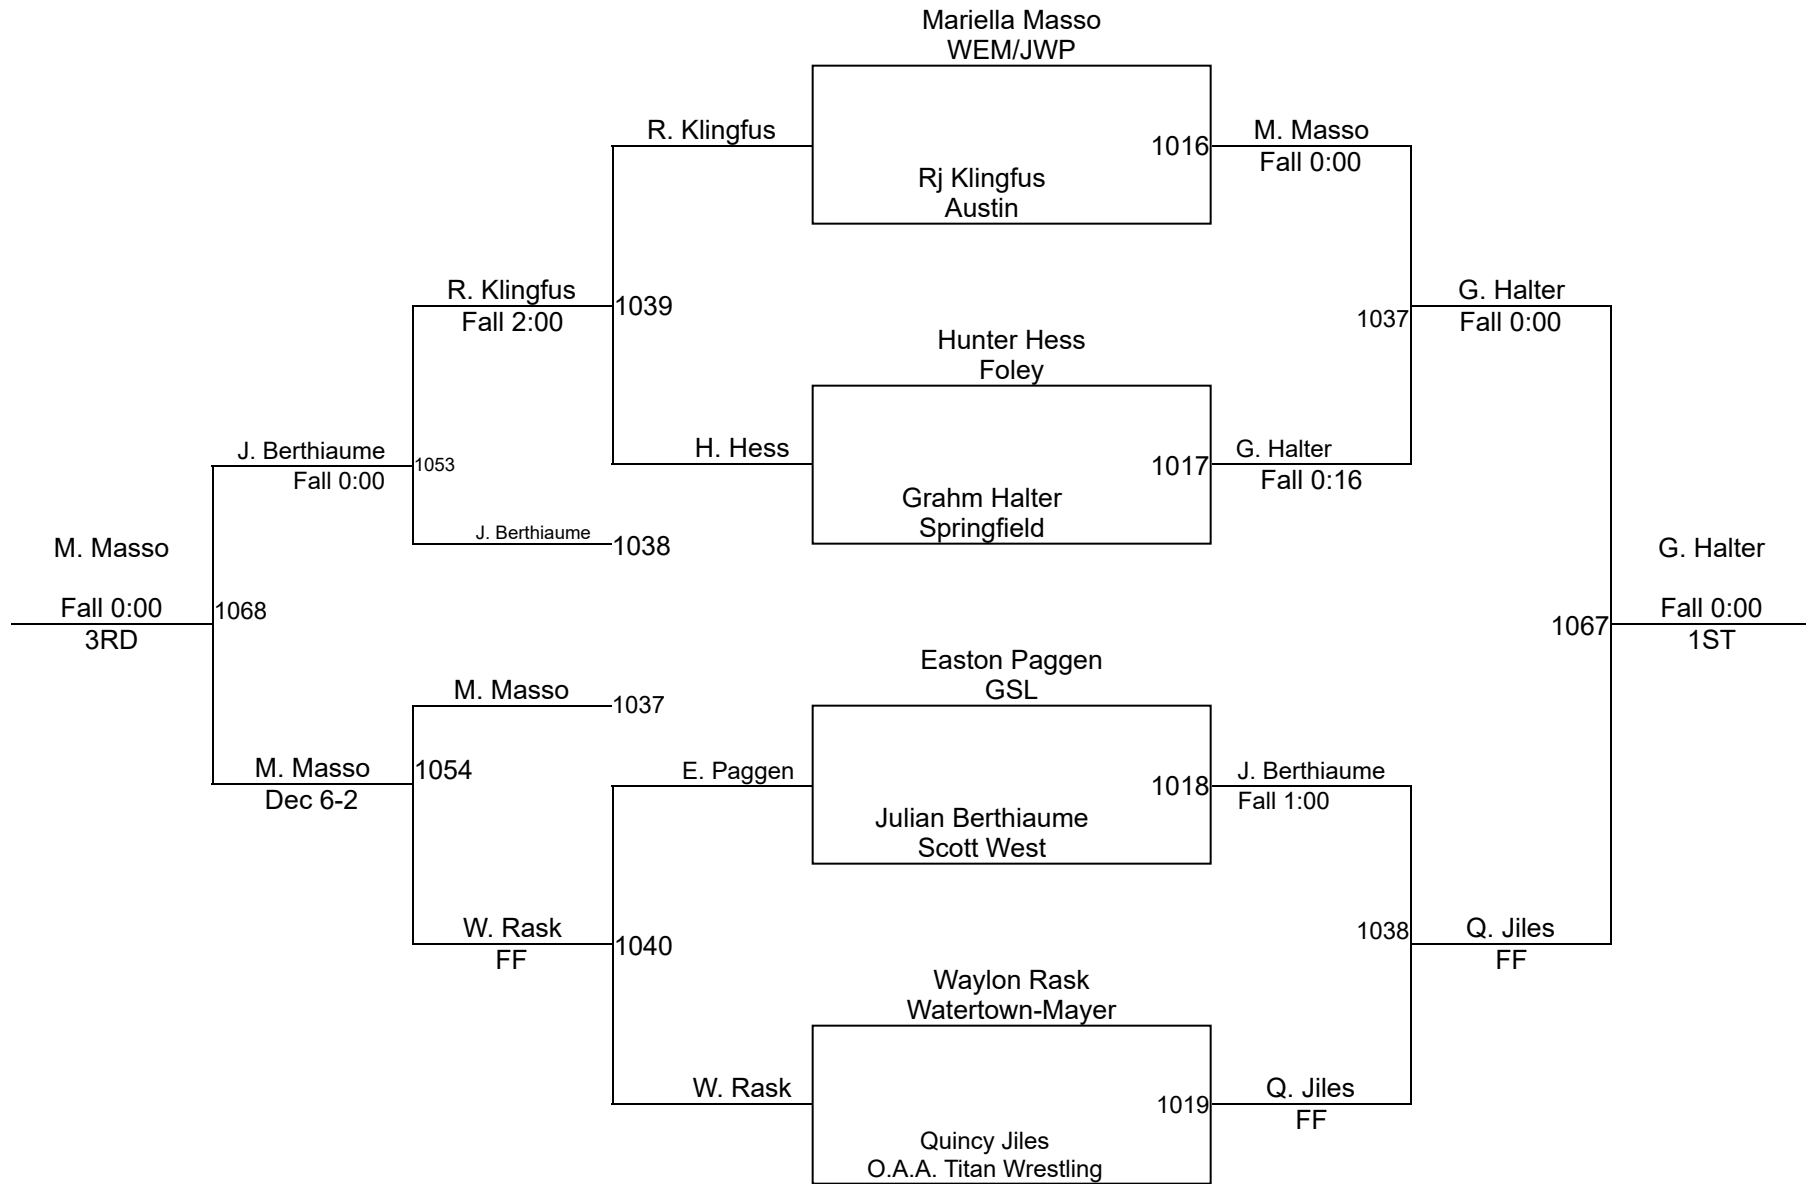 Mariella Masso
WEM/JWP
R. Klingfus
1016
M. Masso
Fall 0:00
Rj Klingfus
Austin
R. Klingfus
Fall 2:00
1039
1037
G. Halter
Fall 0:00
Hunter Hess
Foley
H. Hess
1017
G. Halter
Fall 0:16
Grahm Halter
Springfield
J. Berthiaume
Fall 0:00
1053
J. Berthiaume
1038
M. Masso
Fall 0:00
3RD
1068
G. Halter
1067
Fall 0:00
1ST
Easton Paggen
GSL
M. Masso
1037
M. Masso
Dec 6-2
1054
E. Paggen
1018
J. Berthiaume
Fall 1:00
Julian Berthiaume
Scott West
W. Rask
FF
1040
1038
Q. Jiles
FF
Waylon Rask
Watertown-Mayer
W. Rask
1019
Q. Jiles
FF
Quincy Jiles
O.A.A. Titan Wrestling